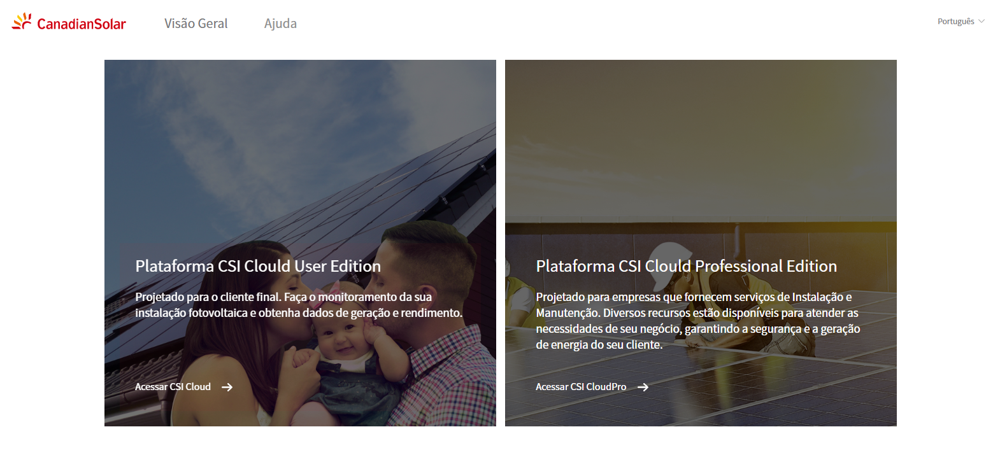 CanadianSolar
Visão Geral
Ajuda
Português
Plataforma CSI Clould User Edition
Projetado para o cliente final. Faça o monitoramento da sua
instalação fotovoltaica e obtenha dados de geração e rendimento.
Acessar CSI Cloud
Plataforma CSI Clould Professional Edition
Projetado para empresas que fornecem serviços de Instalação e
Manutenção. Diversos recursos estão disponíveis para atender as
necessidades de seu negócio, garantindo a segurança e a geração
de energia do seu cliente.
Acessar CSI CloudPro